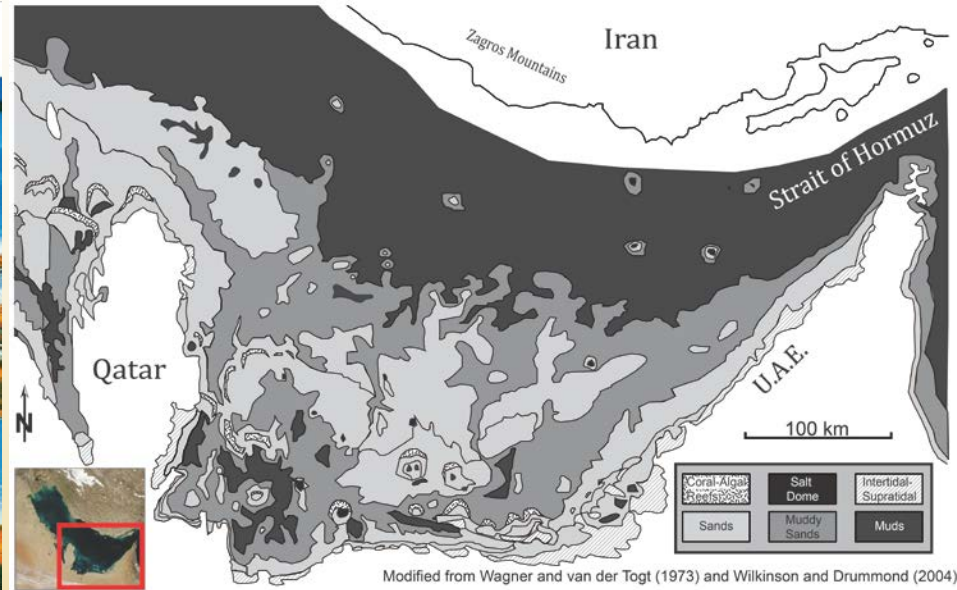 Iran
Zagros Mountains
Strait of Hormuz
Qatar
U.A.E.
N
100 km
Coral-Algal
Reefs
Salt
Dome
Intertidal-
Supratidal
Sands
Muddy
Sands
Muds
Modified from Wagner and van der Togt (1973) and Wilkinson and Drummond (2004)